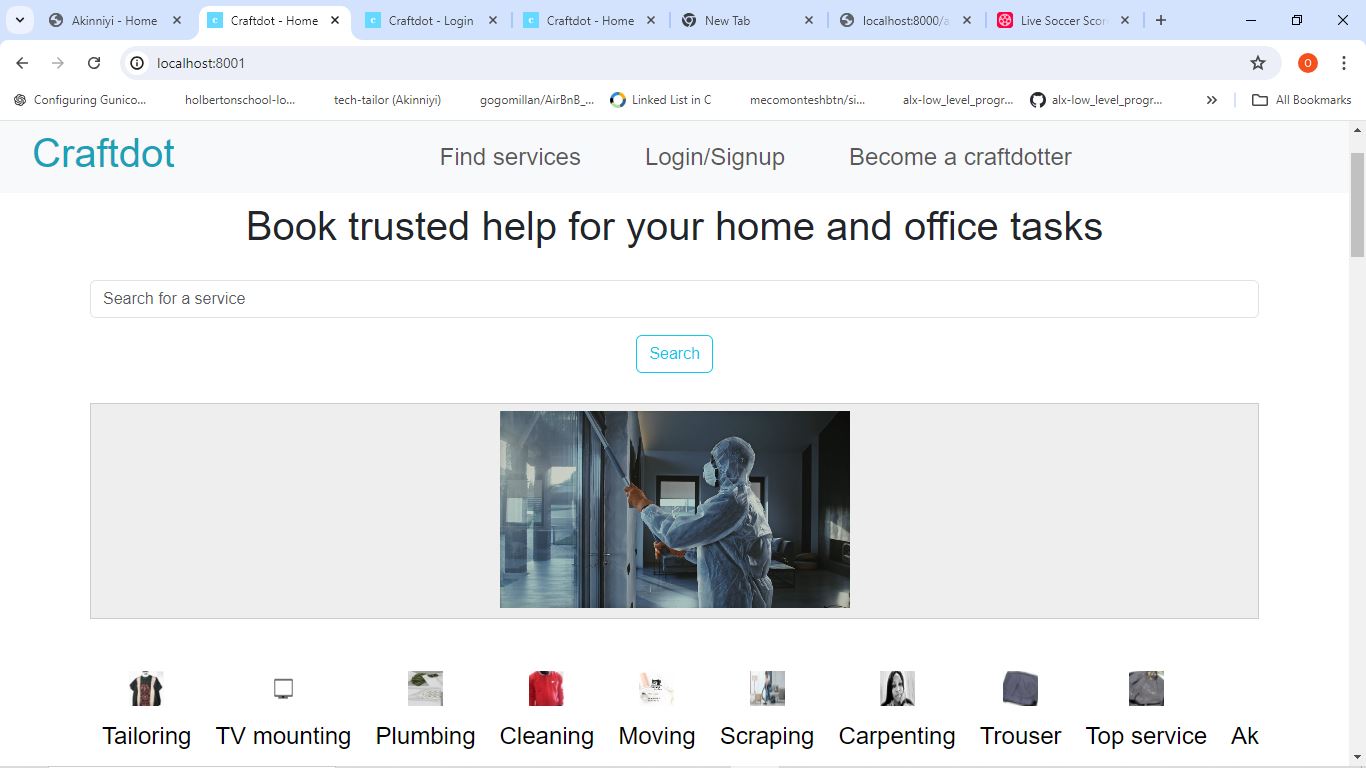 Akinniyi - Home
Craftdot - Home
Craftdot - Login
Craftdot - Home
New Tab
localhost:8000/a
Live Soccer Scor
localhost:8001
O
Configuring Gunico...
holbertonschool-lo...
tech-tailor (Akinniyi)
gogomillan/AirBnB_...
Linked List in C
mecomonteshbtn/si...
alx-low_level_progr...
alx-low_level_progr...
All Bookmarks
Craftdot
Find services
Login/Signup
Become a craftdotter
Book trusted help for your home and office tasks
Search for a service
Search
Tailoring
TV mounting
Plumbing
Cleaning
Moving
Scraping
Carpenting
Trouser
Top service
Ak